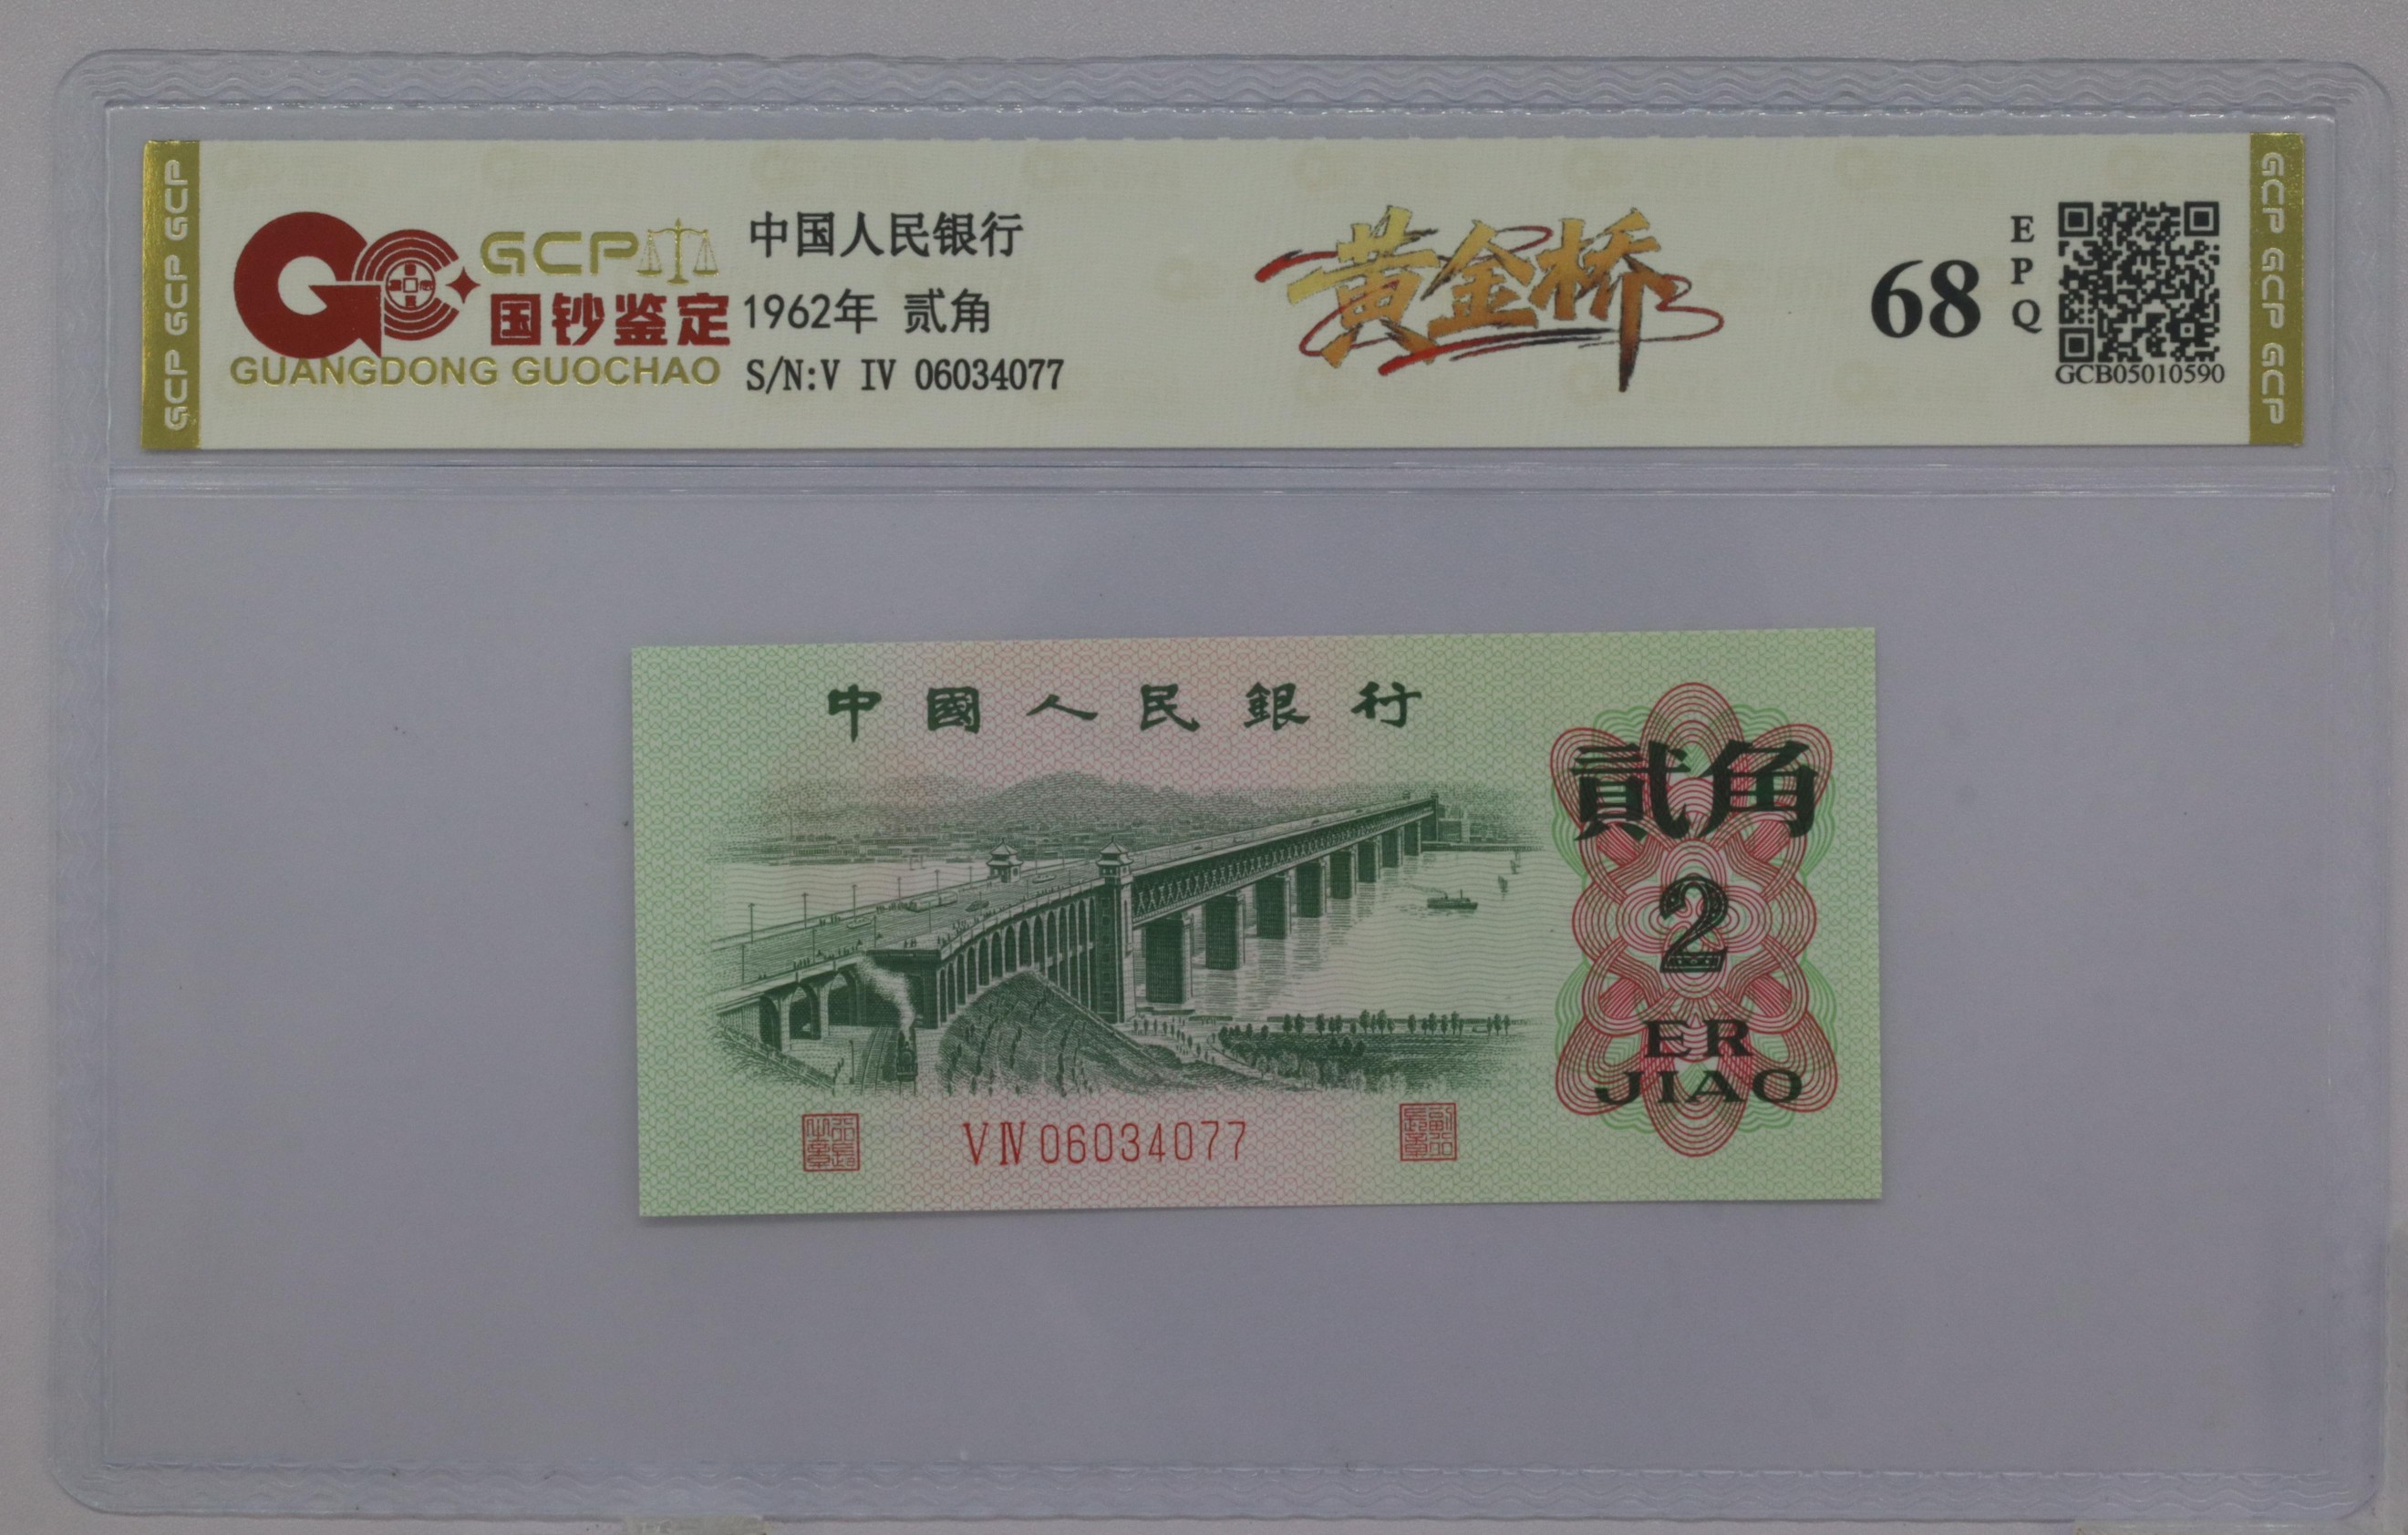 GCP GCP GCP
GCP
国钞鉴定
GUANGDONG GUOCHAO
中国人民银行
1962年 贰角
S/N:V IV 06034077
黄金桥
68
EPQ
GCB05010590
GCP GCP GCP
中國人民銀行
貳角
2
ER
JIAO
V IV 06034077